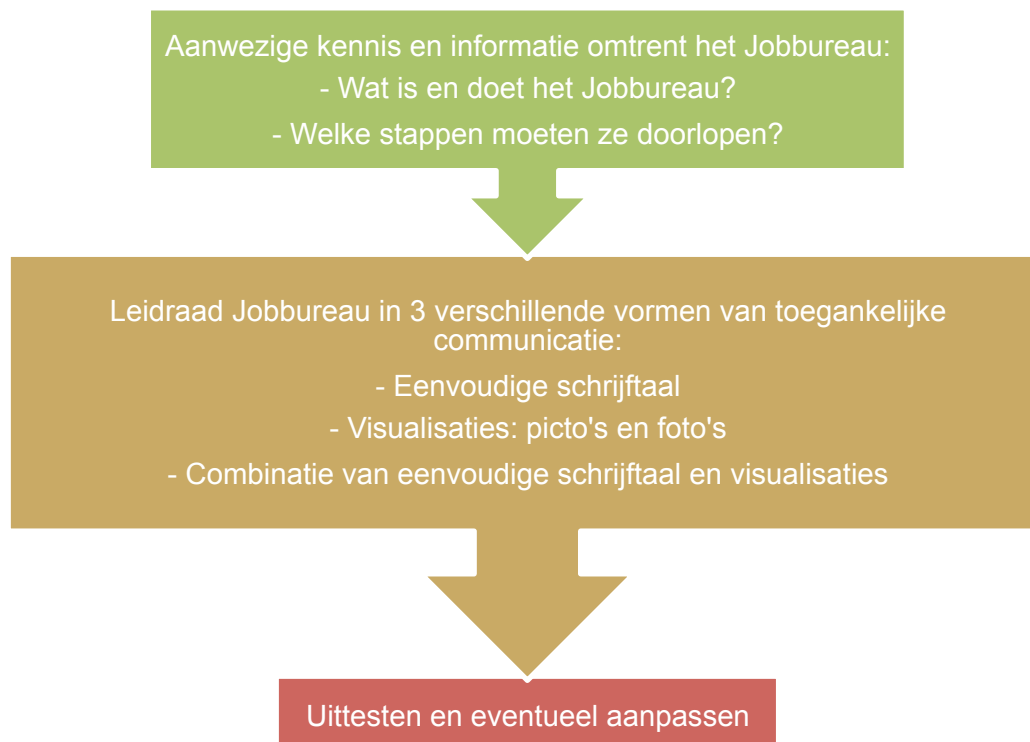 Aanwezige kennis en informatie omtrent het Jobbureau:
- Wat is en doet het Jobbureau?
- Welke stappen moeten ze doorlopen?
Leidraad Jobbureau in 3 verschillende vormen van toegankelijke
communicatie:
- Eenvoudige schrijftaal
- Visualisaties: picto's en foto's
- Combinatie van eenvoudige schrijftaal en visualisaties
Uittesten en eventueel aanpassen